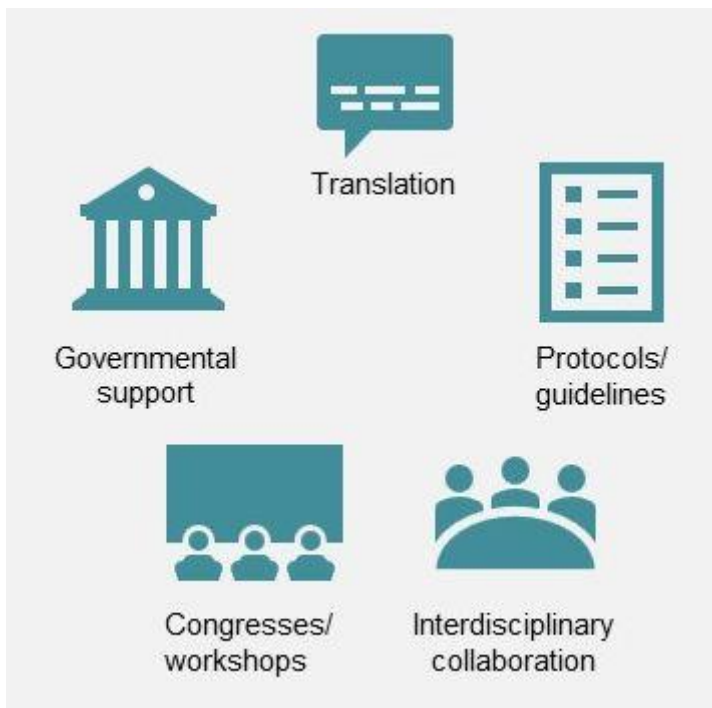 Translation
Governmental
support
Protocols/
guidelines
Congresses/
workshops
Interdisciplinary
collaboration